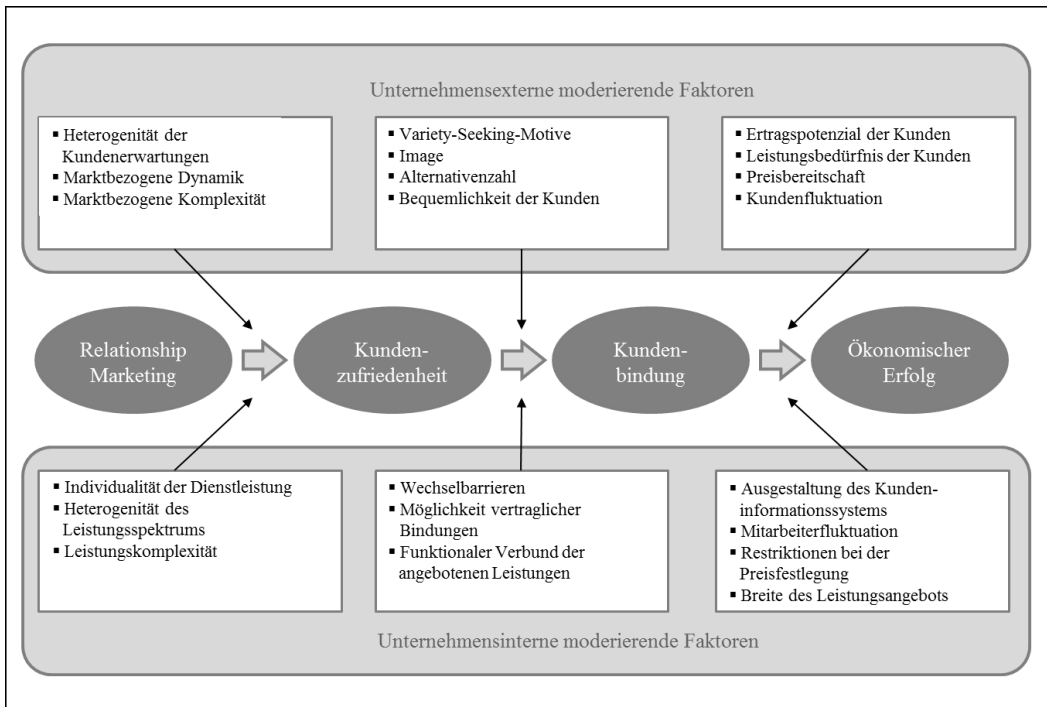 Unternehmensexterne moderierende Faktoren
▪ Heterogenität der
Kundenerwartungen
▪ Marktbezogene Dynamik
▪ Marktbezogene Komplexität
▪ Variety-Seeking-Motive
▪ Image
▪ Alternativenzahl
▪ Bequemlichkeit der Kunden
▪ Ertragspotenzial der Kunden
▪ Leistungsbedürfnis der Kunden
▪ Preisbereitschaft
▪ Kundenfluktuation
Relationship
Marketing
Kunden-
zufriedenheit
Kunden-
bindung
Ökonomischer
Erfolg
▪ Individualität der Dienstleistung
▪ Heterogenität des
Leistungsspektrums
▪ Leistungskomplexität
▪ Wechselbarrieren
▪ Möglichkeit vertraglicher
Bindungen
▪ Funktionaler Verbund der
angebotenen Leistungen
▪ Ausgestaltung des Kunden-
informationssystems
▪ Mitarbeiterfluktuation
▪ Restriktionen bei der
Preisfestlegung
▪ Breite des Leistungsangebots
Unternehmensinterne moderierende Faktoren